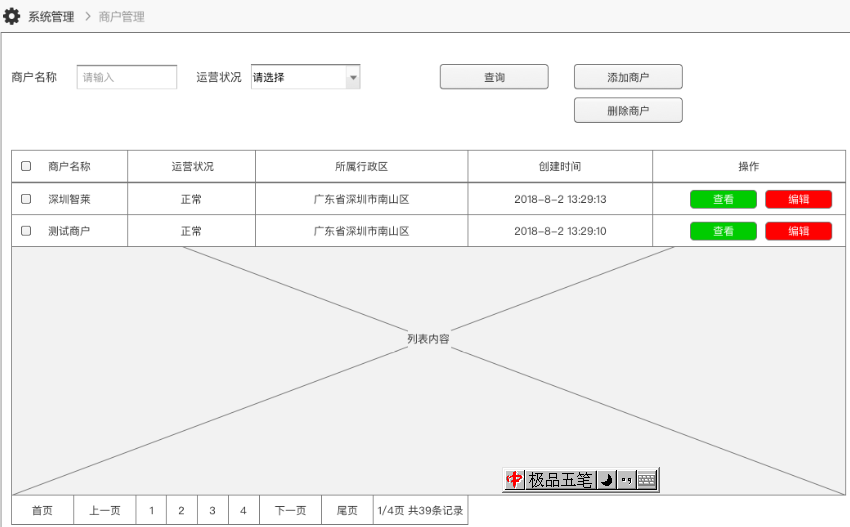 系统管理 > 商户管理
商户名称 请输入 运营状况 请选择 查询 添加商户
删除商户
商户名称 运营状况 所属行政区 创建时间 操作
深圳智莱 正常 广东省深圳市南山区 2018-8-2 13:29:13 查看 编辑
测试商户 正常 广东省深圳市南山区 2018-8-2 13:29:10 查看 编辑
列表内容
中 极品五笔
首页 上一页 1 2 3 4 下一页 尾页 1/4页 共39条记录